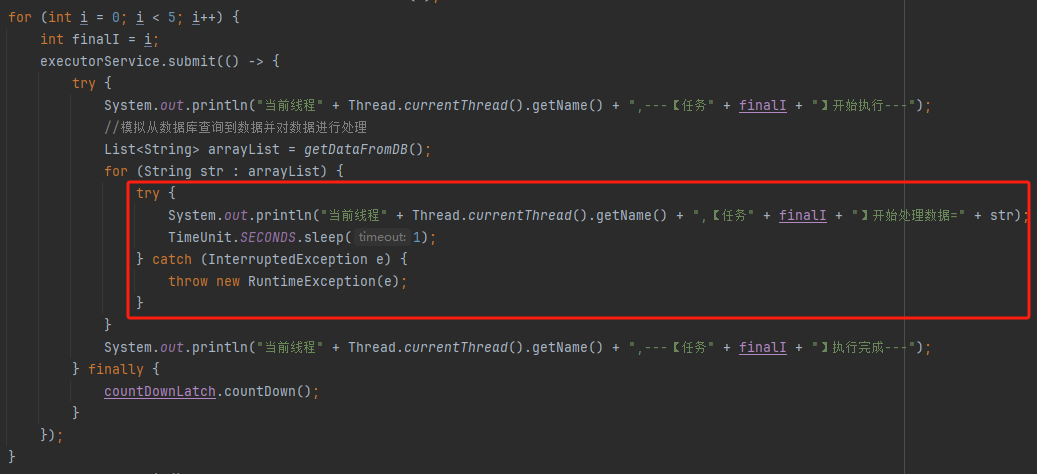 for (int i = 0; i < 5; i++) {
int finalI = i;
executorService.submit(() -> {
try {
System.out.println("当前线程" + Thread.currentThread().getName() + ",---【任务" + finalI + "】开始执行---");
//模拟从数据库查询到数据并对数据进行处理
List<String> arrayList = getDataFromDB();
for (String str : arrayList) {
try {
System.out.println("当前线程" + Thread.currentThread().getName() + ",【任务" + finalI + "】开始处理数据=" + str);
TimeUnit.SECONDS.sleep( timeout: 1);
} catch (InterruptedException e) {
throw new RuntimeException(e);
}
}
System.out.println("当前线程" + Thread.currentThread().getName() + ",---【任务" + finalI + "】执行完成---");
} finally {
countDownLatch.countDown();
}
});
}